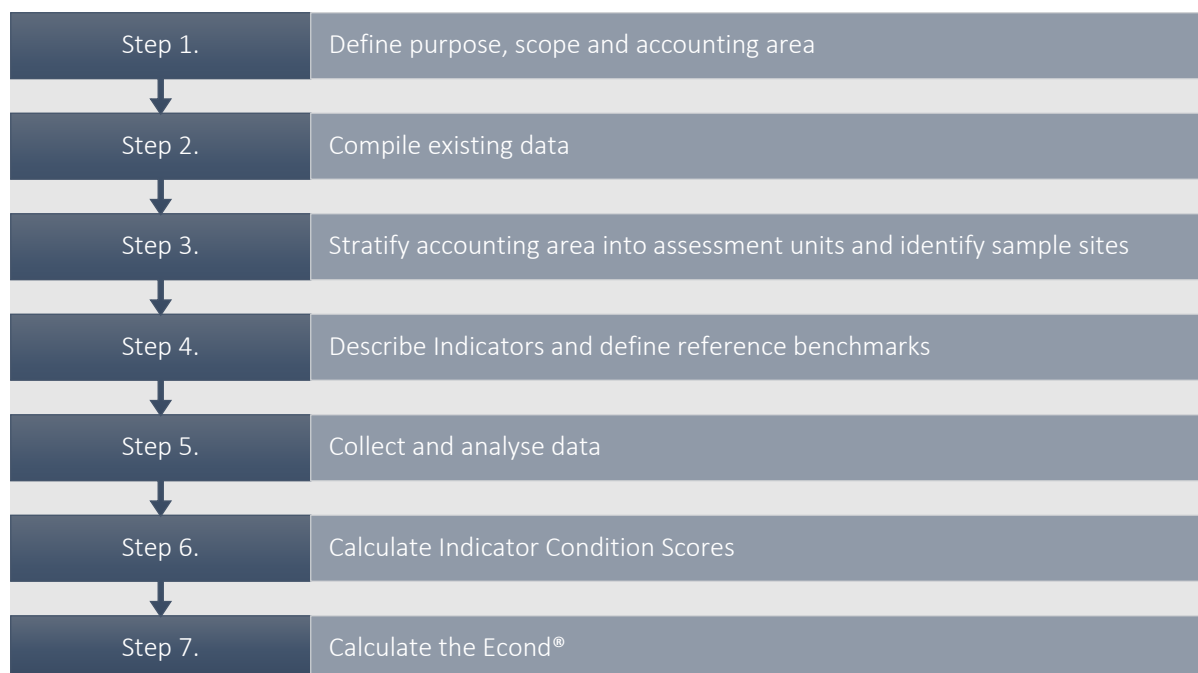 Step 1.
Define purpose, scope and accounting area
Step 2.
Compile existing data
Step 3.
Stratify accounting area into assessment units and identify sample sites
Step 4.
Describe Indicators and define reference benchmarks
Step 5.
Collect and analyse data
Step 6.
Calculate Indicator Condition Scores
Step 7.
Calculate the Econd®